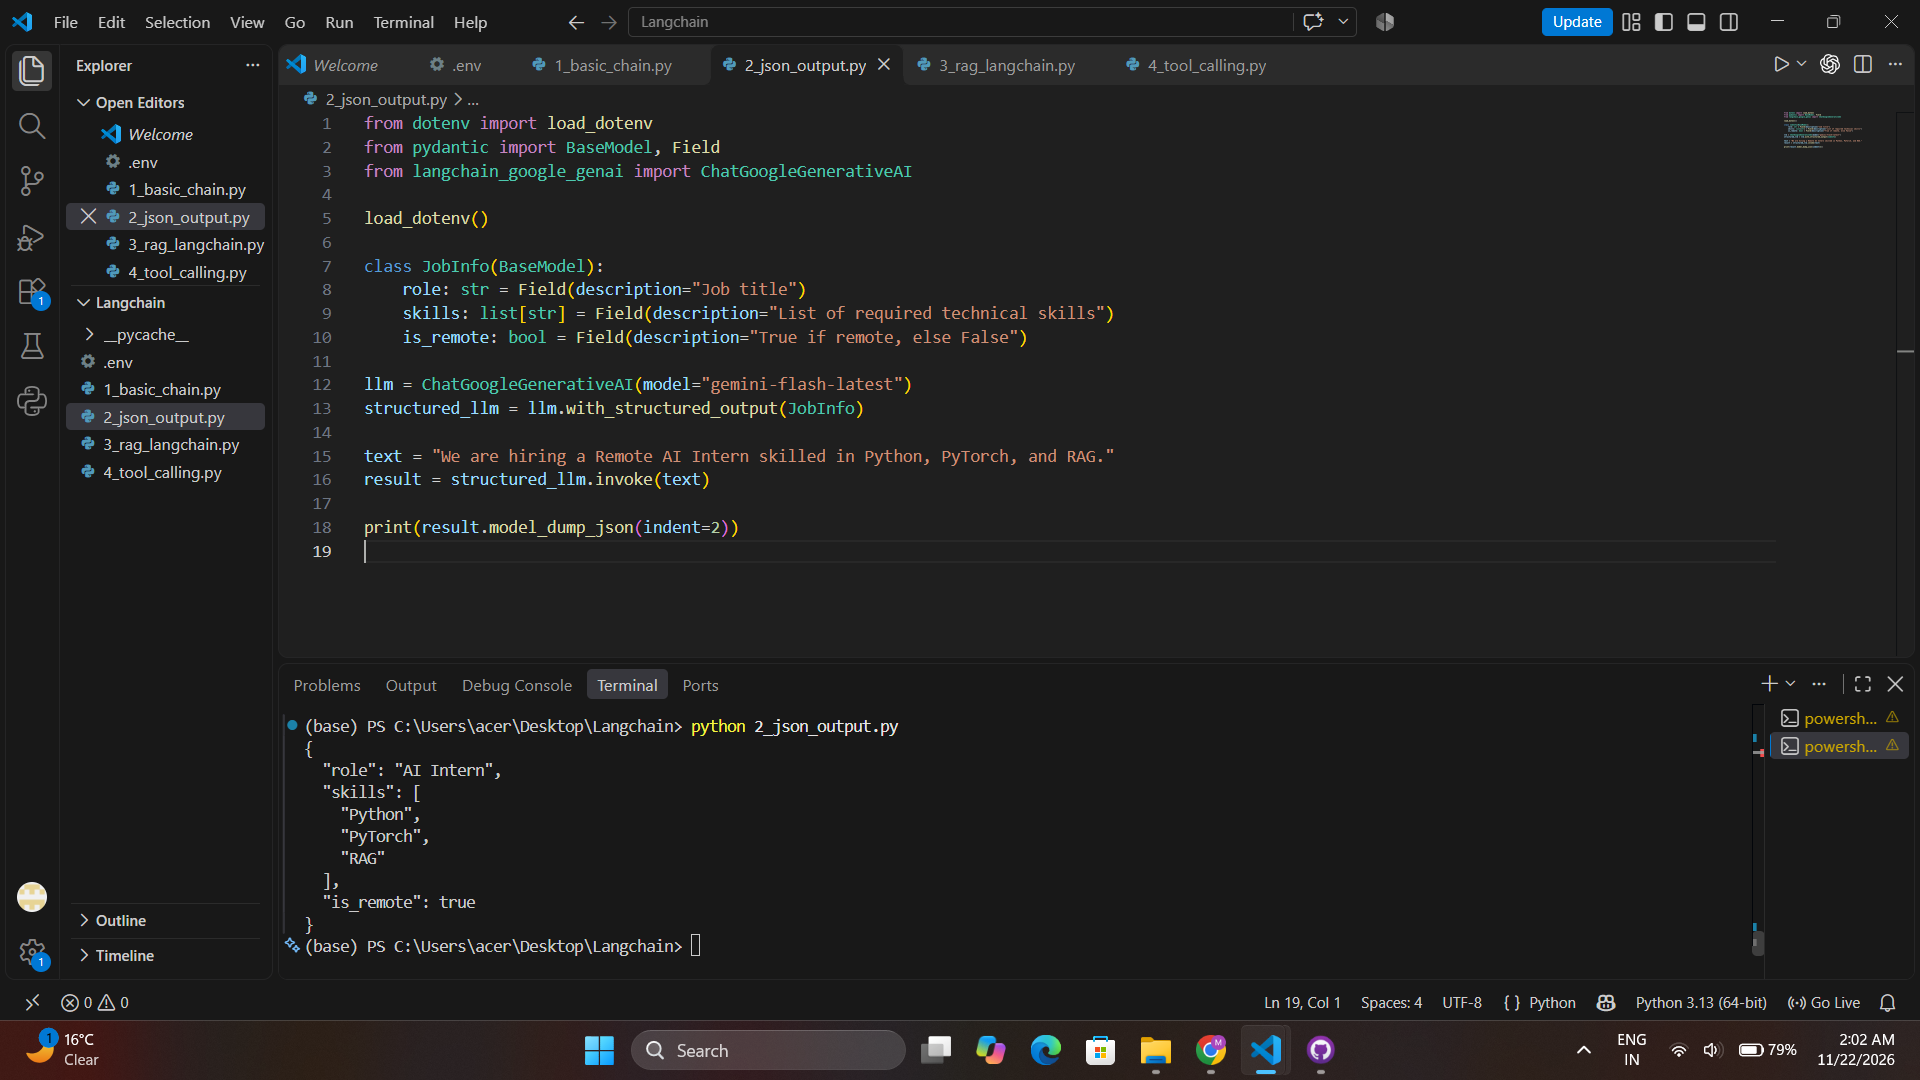 File Edit Selection View Go Run Terminal Help
Langchain
Update
Explorer
Open Editors
Welcome
.env
1_basic_chain.py
2_json_output.py
3_rag_langchain.py
4_tool_calling.py
Langchain
__pycache__
.env
1_basic_chain.py
2_json_output.py
3_rag_langchain.py
4_tool_calling.py
Outline
Timeline
1
1
Welcome .env 1_basic_chain.py 2_json_output.py 3_rag_langchain.py 4_tool_calling.py
2_json_output.py > ...
1 from dotenv import load_dotenv
2 from pydantic import BaseModel, Field
3 from langchain_google_genai import ChatGoogleGenerativeAI
4
5 load_dotenv()
6
7 class JobInfo(BaseModel):
8 role: str = Field(description="Job title")
9 skills: list[str] = Field(description="List of required technical skills")
10 is_remote: bool = Field(description="True if remote, else False")
11
12 llm = ChatGoogleGenerativeAI(model="gemini-flash-latest")
13 structured_llm = llm.with_structured_output(JobInfo)
14
15 text = "We are hiring a Remote AI Intern skilled in Python, PyTorch, and RAG."
16 result = structured_llm.invoke(text)
17
18 print(result.model_dump_json(indent=2))
19
Problems Output Debug Console Terminal Ports
(base) PS C:\Users\acer\Desktop\Langchain> python 2_json_output.py
{
"role": "AI Intern",
"skills": [
"Python",
"PyTorch",
"RAG"
],
"is_remote": true
}
(base) PS C:\Users\acer\Desktop\Langchain>
powersh...
powersh...
0 0
Ln 19, Col 1 Spaces: 4 UTF-8 { } Python Python 3.13 (64-bit) Go Live
1
16°C
Clear
Search
M
ENG
IN
79%
2:02 AM
11/22/2026